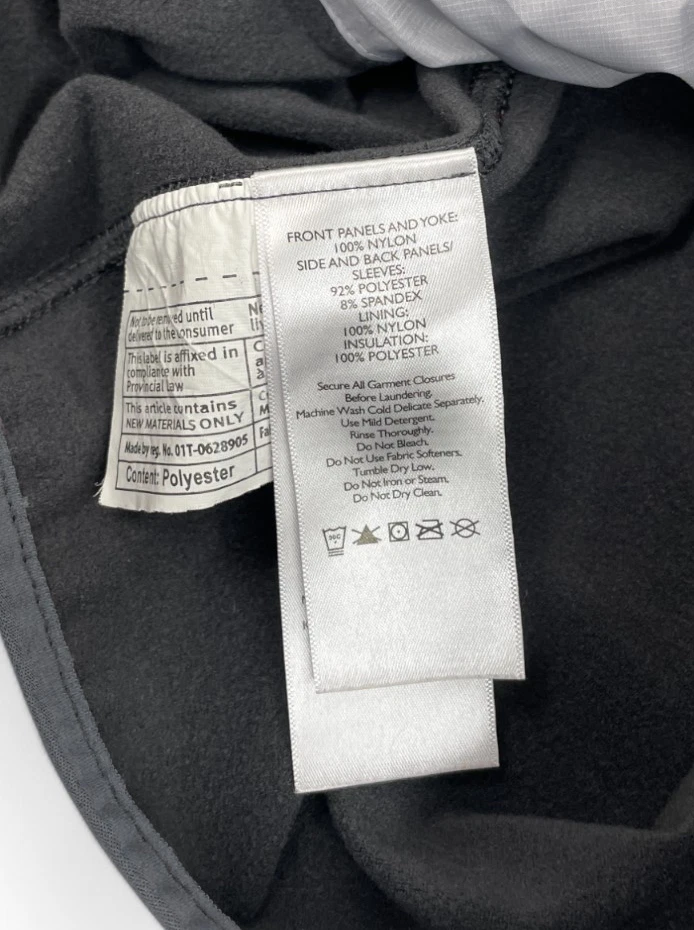 FRONT PANELS AND YOKE:
100% NYLON
SIDE AND BACK PANELS/
SLEEVES:
92% POLYESTER
8% SPANDEX
LINING:
100% NYLON
INSULATION:
100% POLYESTER
Secure All Garment Closures
Before Laundering.
Machine Wash Cold Delicate Separately.
Use Mild Detergent.
Rinse Thoroughly.
Do Not Bleach.
Do Not Use Fabric Softeners.
Tumble Dry Low.
Do Not Iron or Steam.
Do Not Dry Clean.
Not to be removed until
delivered to the consumer
This label is affixed in
compliance with
Provincial law
This article contains
NEW MATERIALS ONLY
Made by reg. No. 01T-0628905
Content: Polyester